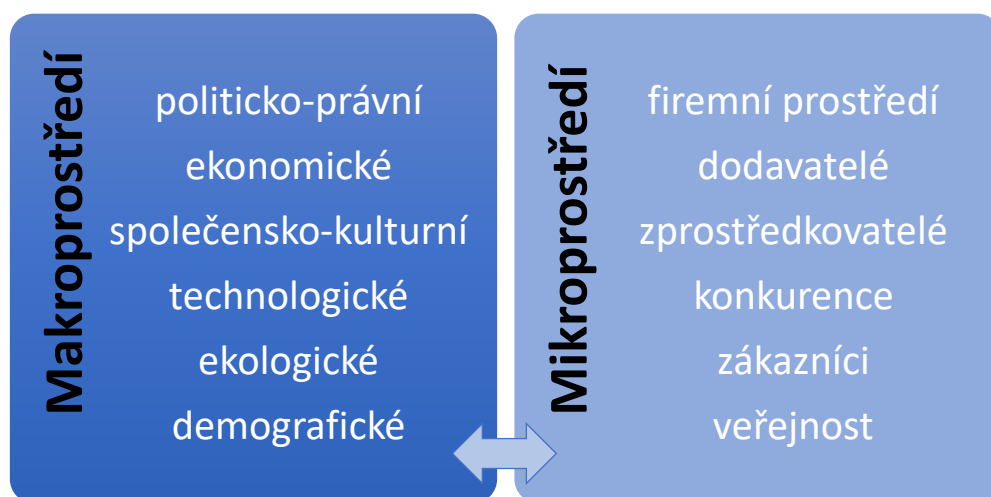 Makroprostředí
politicko-právní
ekonomické
společensko-kulturní
technologické
ekologické
demografické
Mikroprostředí
firemní prostředí
dodavatelé
zprostředkovatelé
konkurence
zákazníci
veřejnost